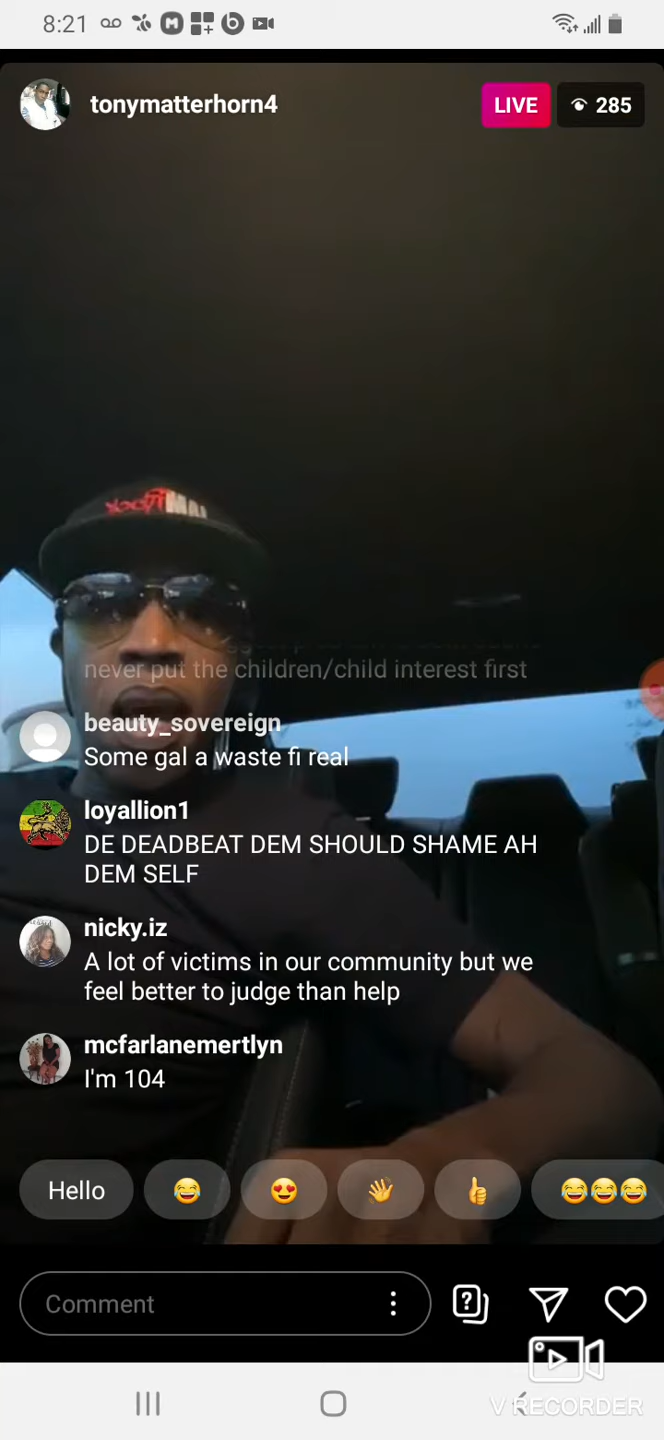 8:21
tonymatterhorn4
LIVE
285
never put the children/child interest first
beauty_sovereign
Some gal a waste fi real
loyallion1
DE DEADBEAT DEM SHOULD SHAME AH
DEM SELF
nicky.iz
A lot of victims in our community but we
feel better to judge than help
mcfarlanemertlyn
I'm 104
Hello
Comment
V RECORDER